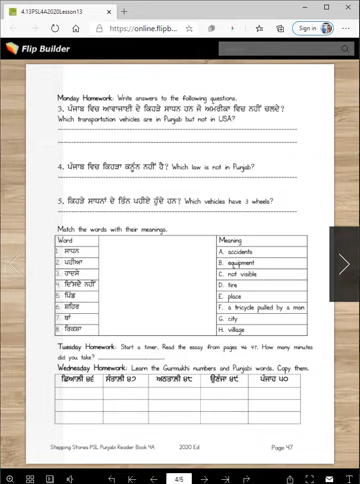 4.13PSL4A2020Lesson13
https://online.flipb...
Sign in
Flip Builder
Search
Monday Homework: Write answers to the following questions.
3. ਪੰਜਾਬ ਵਿਚ ਆਵਾਜਾਈ ਦੇ ਕਿਹੜੇ ਸਾਧਨ ਹਨ ਜੋ ਅਮਰੀਕਾ ਵਿਚ ਨਹੀਂ ਚਲਦੇ?
Which transportation vehicles are in Punjab but not in USA?
4. ਪੰਜਾਬ ਵਿਚ ਕਿਹੜਾ ਕਨੂੰਨ ਨਹੀਂ ਹੈ? Which law is not in Punjab?
5. ਕਿਹੜੇ ਸਾਧਨਾਂ ਦੇ ਤਿੰਨ ਪਹੀਏ ਹੁੰਦੇ ਹਨ? Which vehicles have 3 wheels?
Match the words with their meanings.
Word Meaning
1. ਸਾਧਨ A. accidents
2. ਪਹੀਆ B. equipment
3. ਹਾਦਸੇ C. not visible
4. ਦਿੱਸਦੇ ਨਹੀਂ D. tire
5. ਪਿੰਡ E. place
6. ਸ਼ਹਿਰ F. a tricycle pulled by a man
7. ਥਾਂ G. city
8. ਰਿਕਸ਼ਾ H. village
Tuesday Homework: Start a timer. Read the essay from pages 46 47. How many minutes
did you take?
Wednesday Homework: Learn the Gurmukhi numbers and Punjabi words. Copy them.
ਛਿਆਲੀ ੪੬ ਸੰਤਾਲੀ ੪੭ ਅਠਤਾਲੀ ੪੮ ਉਣੰਜਾ ੪੯ ਪੰਜਾਹ ੫੦
Stepping Stones PSL Punjabi Reader Book 4A 2020 Ed Page 47
4/5